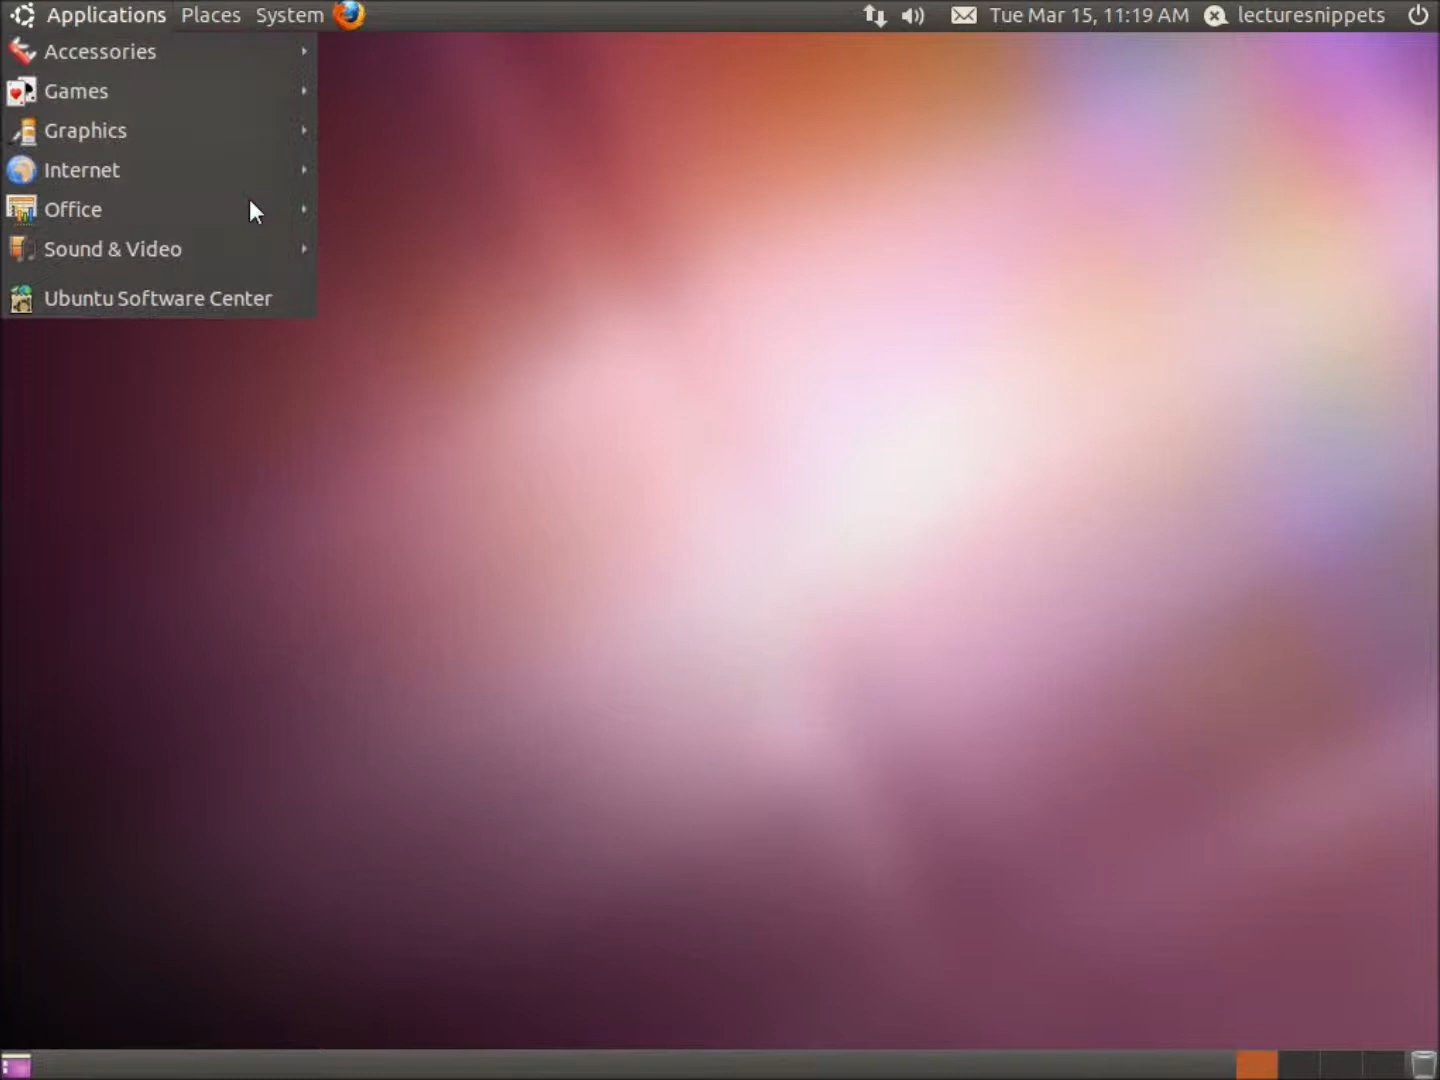 Applications Places System Tue Mar 15, 11:19 AM lecturesnippets
Accessories
Games
Graphics
Internet
Office
Sound & Video
Ubuntu Software Center